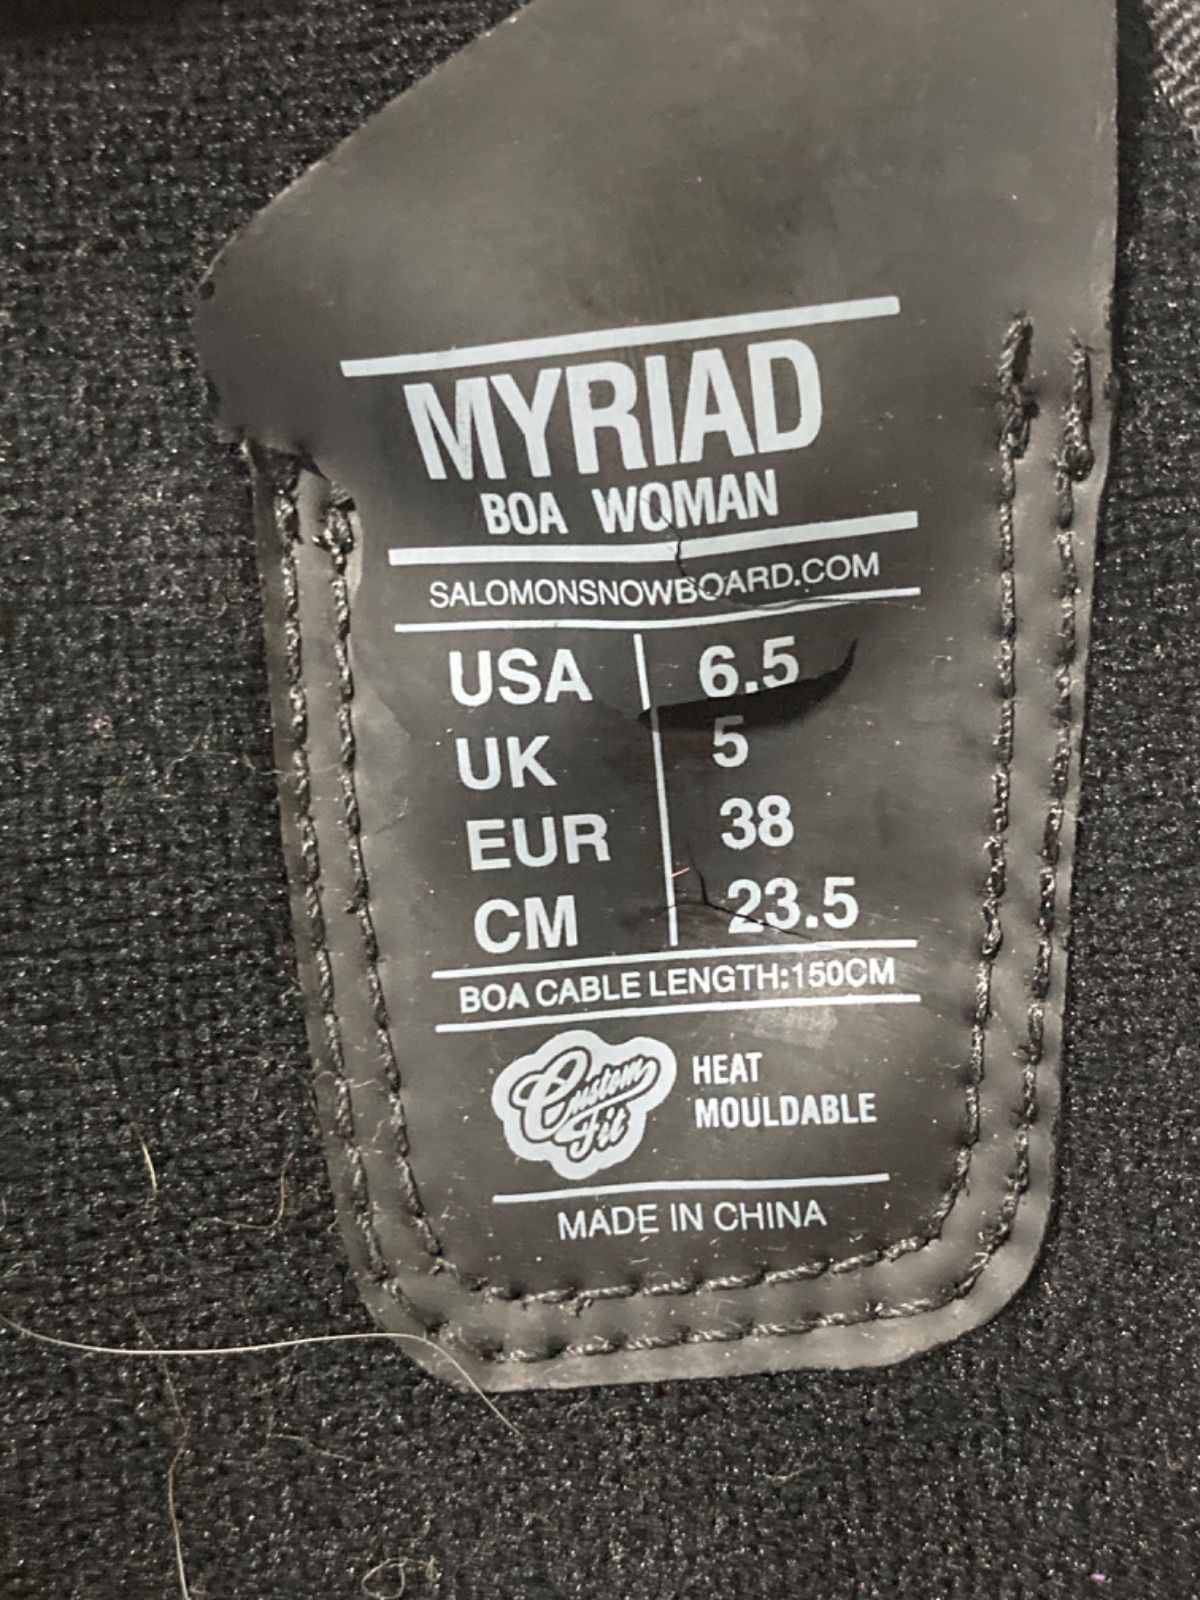 MYRIAD
BOA WOMAN
SALOMONSNOWBOARD.COM
USA 6.5
UK 5
EUR 38
CM 23.5
BOA CABLE LENGTH:150CM
Custom
Fit
HEAT
MOULDABLE
MADE IN CHINA